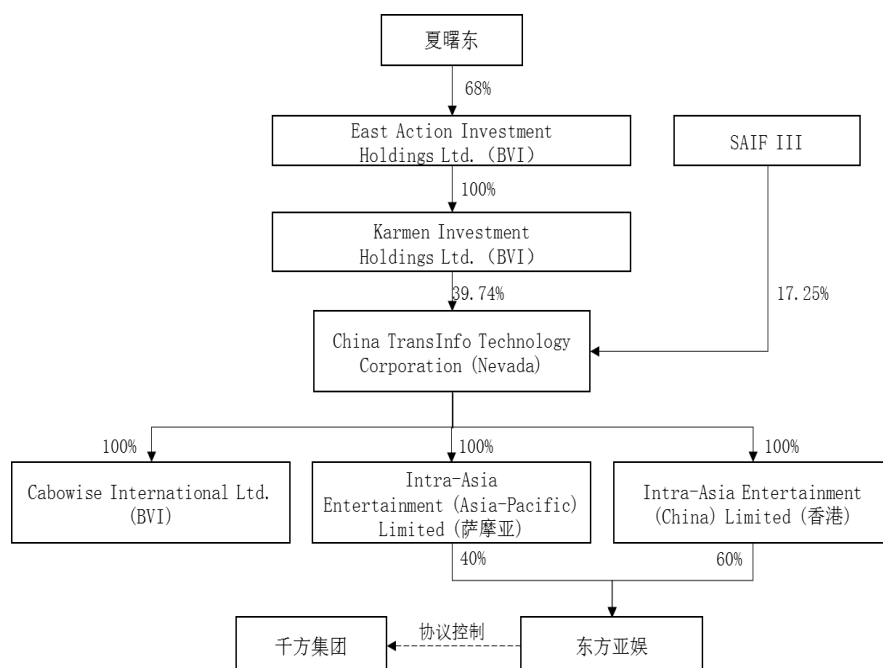 夏曙东
68%
East Action Investment
Holdings Ltd.（BVI）
SAIF III
100%
Karmen Investment
Holdings Ltd.（BVI）
39.74%
17.25%
China TransInfo Technology
Corporation (Nevada)
100%
100%
100%
Cabowise International Ltd.
(BVI)
Intra-Asia
Entertainment (Asia-Pacific)
Limited (萨摩亚)
Intra-Asia Entertainment
(China) Limited (香港)
40%
60%
千方集团
协议控制
东方亚娱